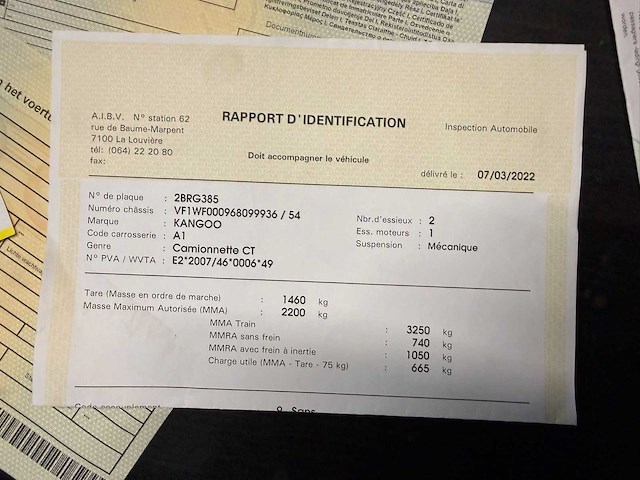 A.I.B.V. N° station 62
rue de Baume-Marpent
7100 La Louvière
tél: (064) 22 20 80
fax:
RAPPORT D'IDENTIFICATION
Inspection Automobile
Doit accompagner le véhicule
délivré le : 07/03/2022
N° de plaque : 2BRG385
Numéro châssis : VF1WF000968099936 / 54
Marque : KANGOO
Code carrosserie : A1
Genre : Camionnette CT
N° PVA / WVTA : E2*2007/46*0006*49
Nbr.d'essieux : 2
Ess. moteurs : 1
Suspension : Mécanique
Tare (Masse en ordre de marche) : 1460 kg
Masse Maximum Autorisée (MMA) : 2200 kg
MMA Train : 3250 kg
MMRA sans frein : 740 kg
MMRA avec frein à inertie : 1050 kg
Charge utile (MMA - Tare - 75 kg) : 665 kg